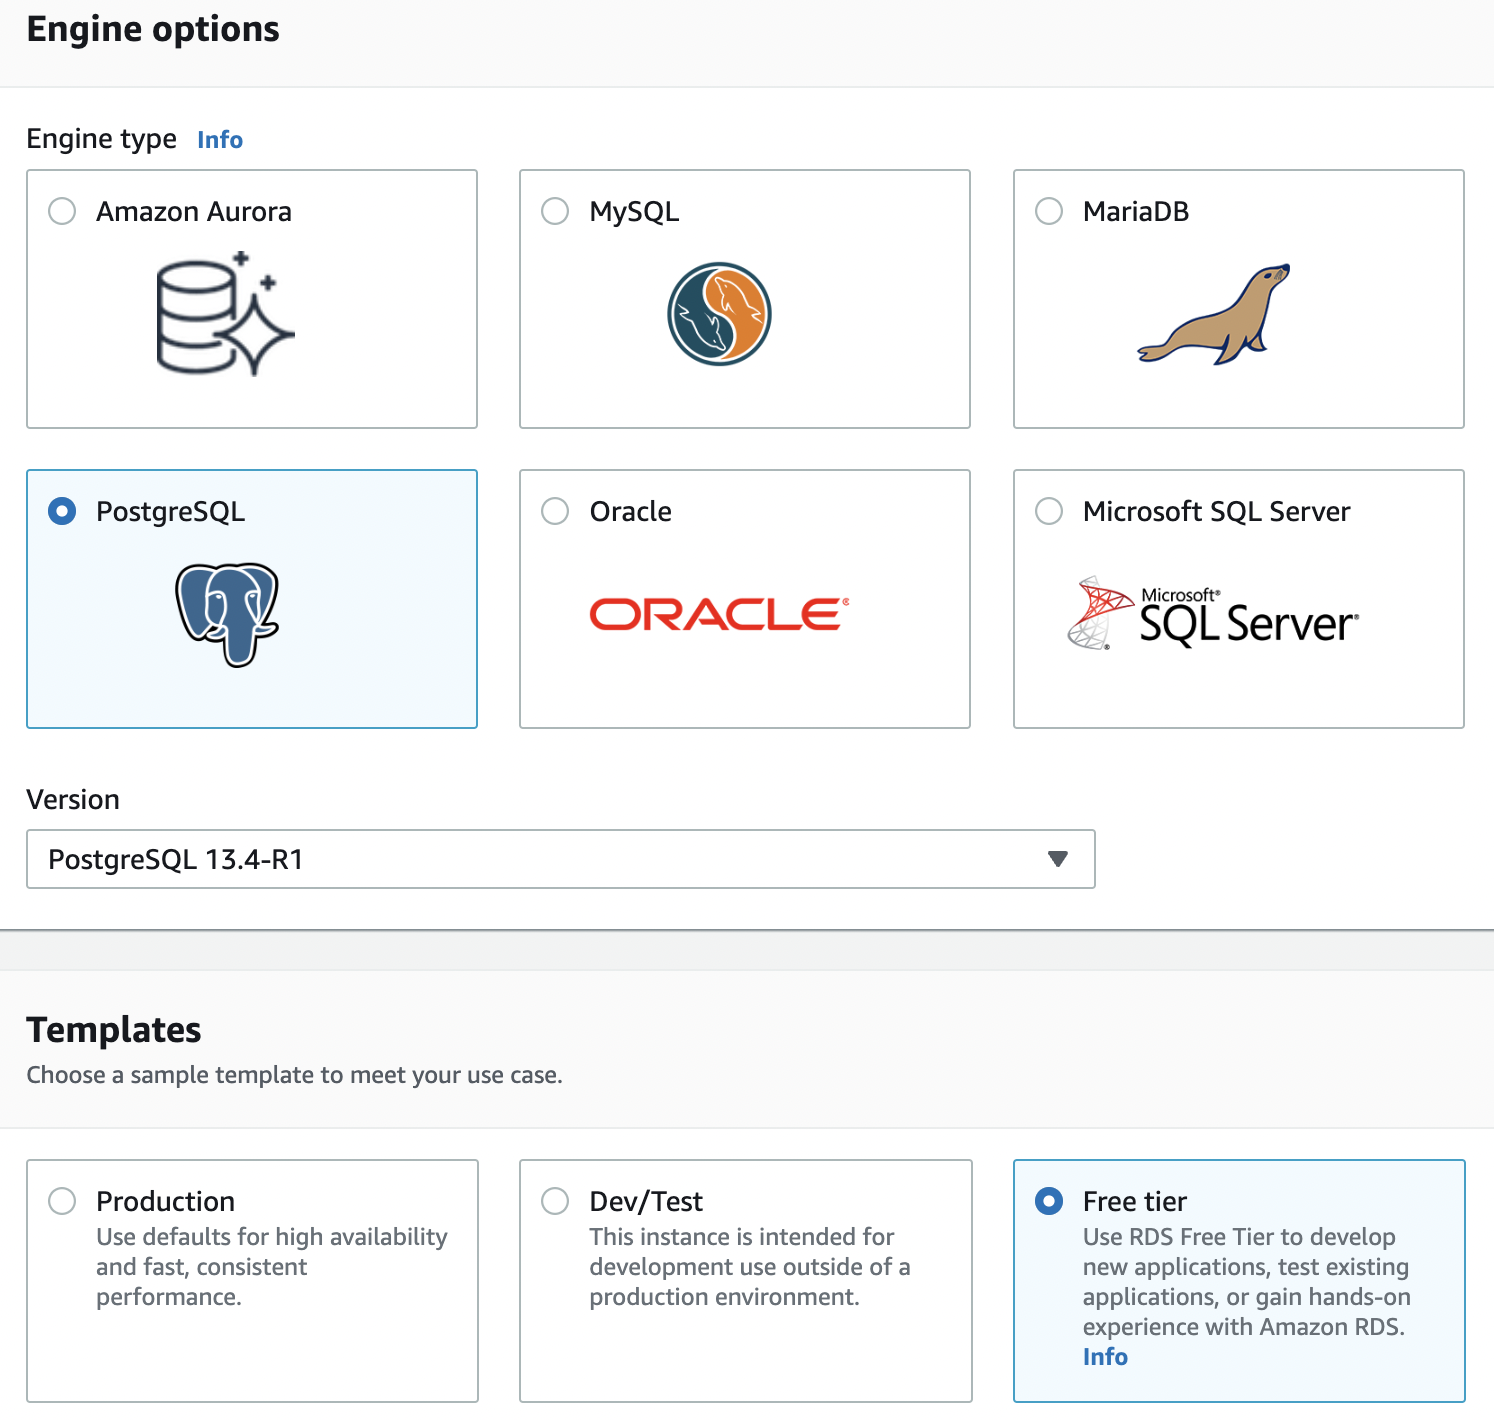 Engine options
Engine type Info
Amazon Aurora
MySQL
MariaDB
PostgreSQL
Oracle
Microsoft SQL Server
ORACLE
Microsoft®
SQL Server®
Version
PostgreSQL 13.4-R1
Templates
Choose a sample template to meet your use case.
Production
Use defaults for high availability
and fast, consistent
performance.
Dev/Test
This instance is intended for
development use outside of a
production environment.
Free tier
Use RDS Free Tier to develop
new applications, test existing
applications, or gain hands-on
experience with Amazon RDS.
Info